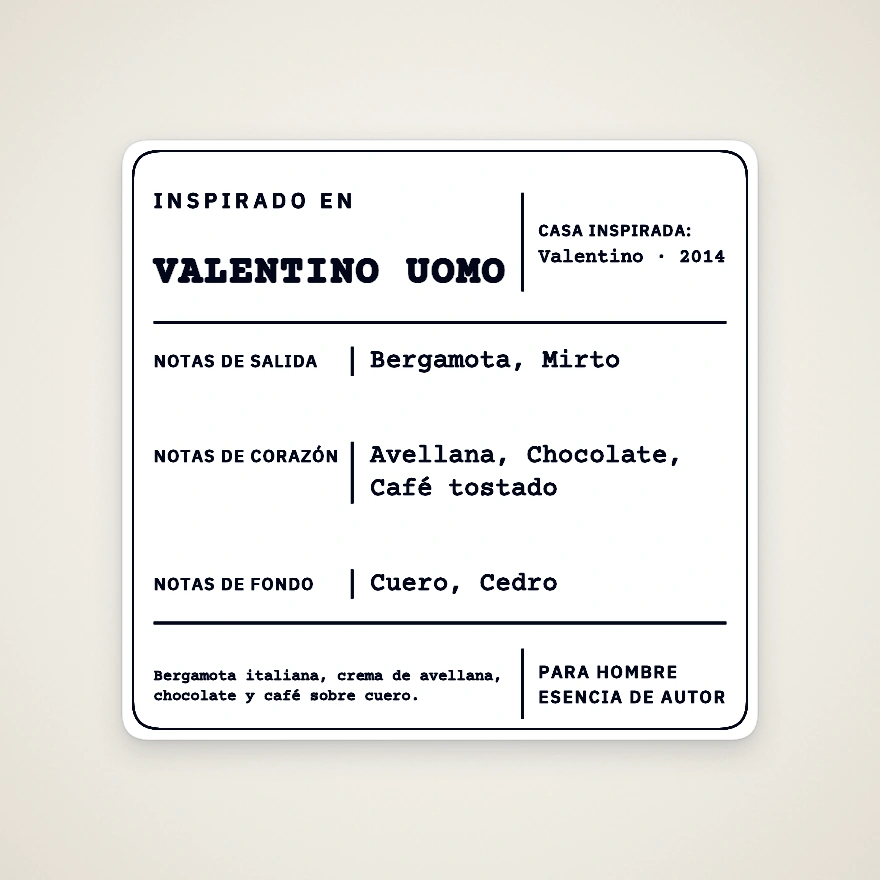 INSPIRADO EN
VALENTINO UOMO
CASA INSPIRADA:
Valentino · 2014
NOTAS DE SALIDA
Bergamota, Mirto
NOTAS DE CORAZÓN
Avellana, Chocolate,
Café tostado
NOTAS DE FONDO
Cuero, Cedro
Bergamota italiana, crema de avellana,
chocolate y café sobre cuero.
PARA HOMBRE
ESENCIA DE AUTOR